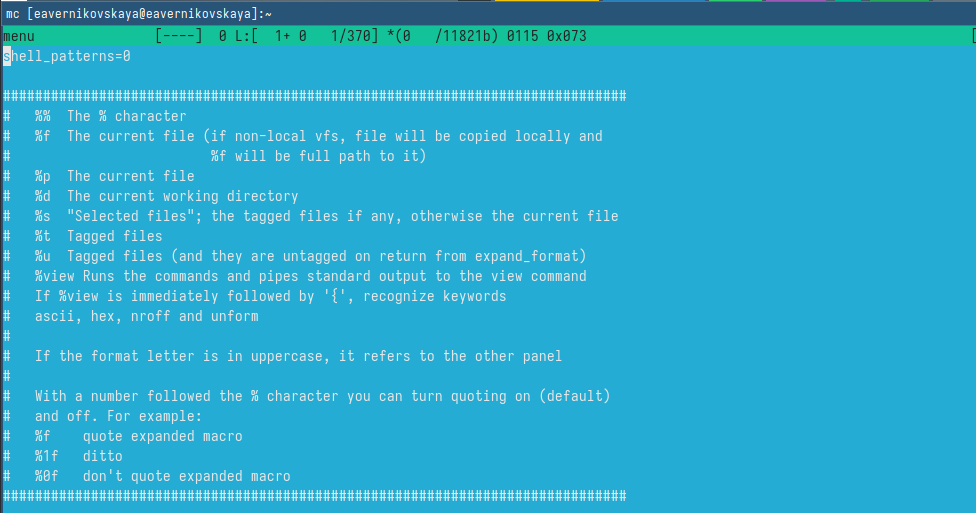 mc [eavernikovskaya@eavernikovskaya]:~
menu               [----]  0 L:[  1+ 0   1/370] *(0   /11821b) 0115 0x073                                                [
shell_patterns=0
##############################################################################
#   %%  The % character
#   %f  The current file (if non-local vfs, file will be copied locally and
#                         %f will be full path to it)
#   %p  The current file
#   %d  The current working directory
#   %s  "Selected files"; the tagged files if any, otherwise the current file
#   %t  Tagged files
#   %u  Tagged files (and they are untagged on return from expand_format)
#   %view Runs the commands and pipes standard output to the view command
#   If %view is immediately followed by '{', recognize keywords
#   ascii, hex, nroff and unform
#
#   If the format letter is in uppercase, it refers to the other panel
#
#   With a number followed the % character you can turn quoting on (default)
#   and off. For example:
#   %f    quote expanded macro
#   %1f   ditto
#   %0f   don't quote expanded macro
##############################################################################